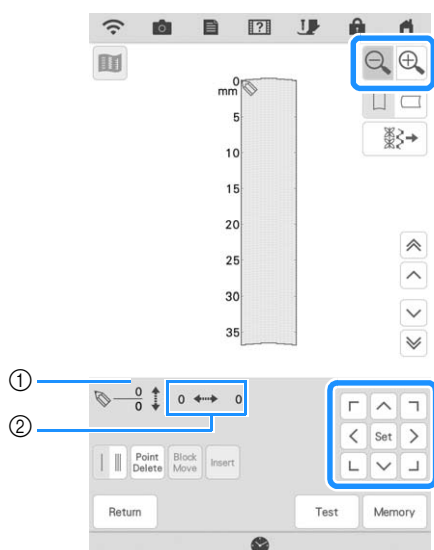 0
mm
5
10
15
20
25
30
35
①
0
0
0 0
②
Set
Point Delete
Block Move
Insert
Return
Test
Memory